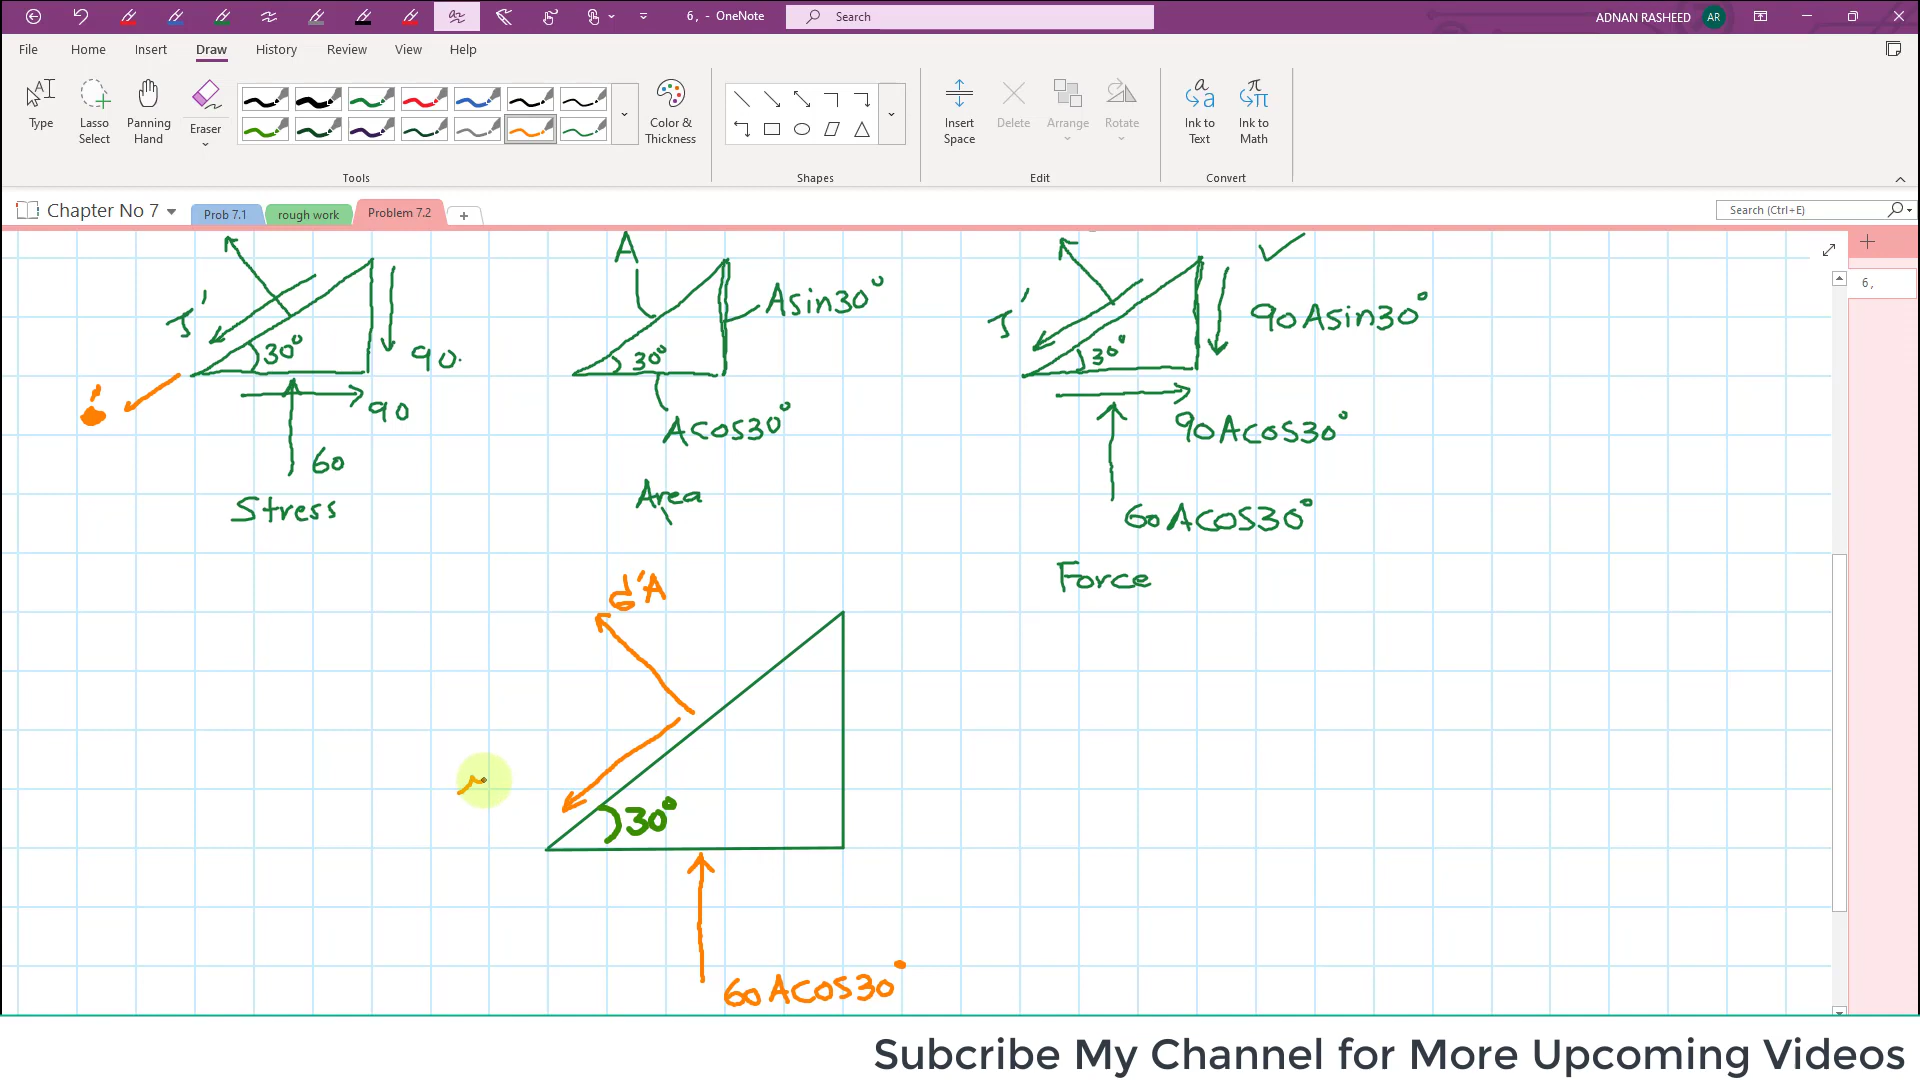 6, - OneNote
Search
ADNAN RASHEED
AR
File Home Insert Draw History Review View Help
Type
Lasso Select
Panning Hand
Eraser
Color & Thickness
Insert Space
Delete
Arrange
Rotate
Ink to Text
Ink to Math
Tools
Shapes
Edit
Convert
Chapter No 7
Prob 7.1
rough work
Problem 7.2
Search (Ctrl+E)
6,
30°
90
90
60
Stress
A
Asin30°
30°
Acos30°
Area
90Asin30°
30°
90Acos30°
60ACOS30°
Force
30°
60ACOS30°
Subcribe My Channel for More Upcoming Videos